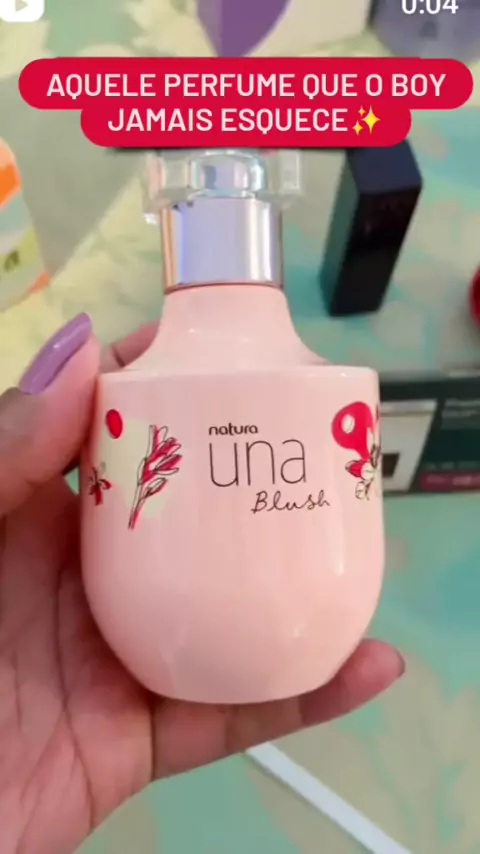 0:04
AQUELE PERFUME QUE O BOY
JAMAIS ESQUECE✨
natura
una
Blush